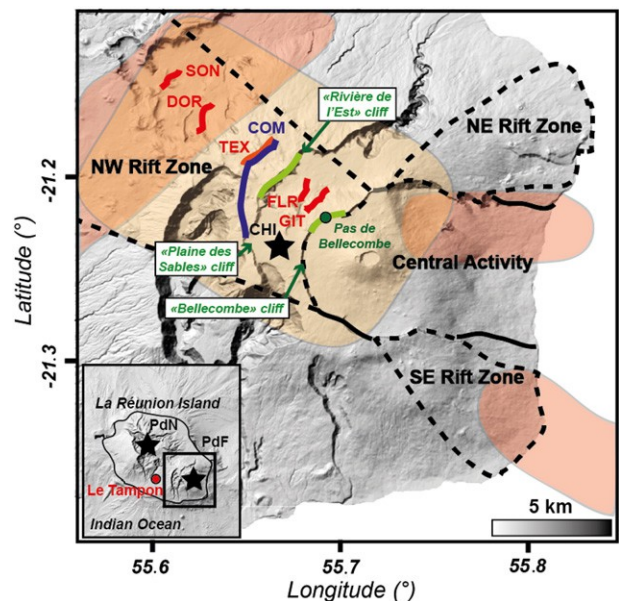 SON
DOR
«Rivière de
l'Est» cliff
COM
TEX
NE Rift Zone
NW Rift Zone
-21.2
FLR
GIT
CHI
Pas de
Bellecombe
«Plaine des
Sables» cliff
Central Activity
«Bellecombe» cliff
Latitude (°)
-21.3
SE Rift Zone
La Réunion Island
PdN
PdF
Le Tampon
Indian Ocean
5 km
55.6
55.7
55.8
Longitude (°)